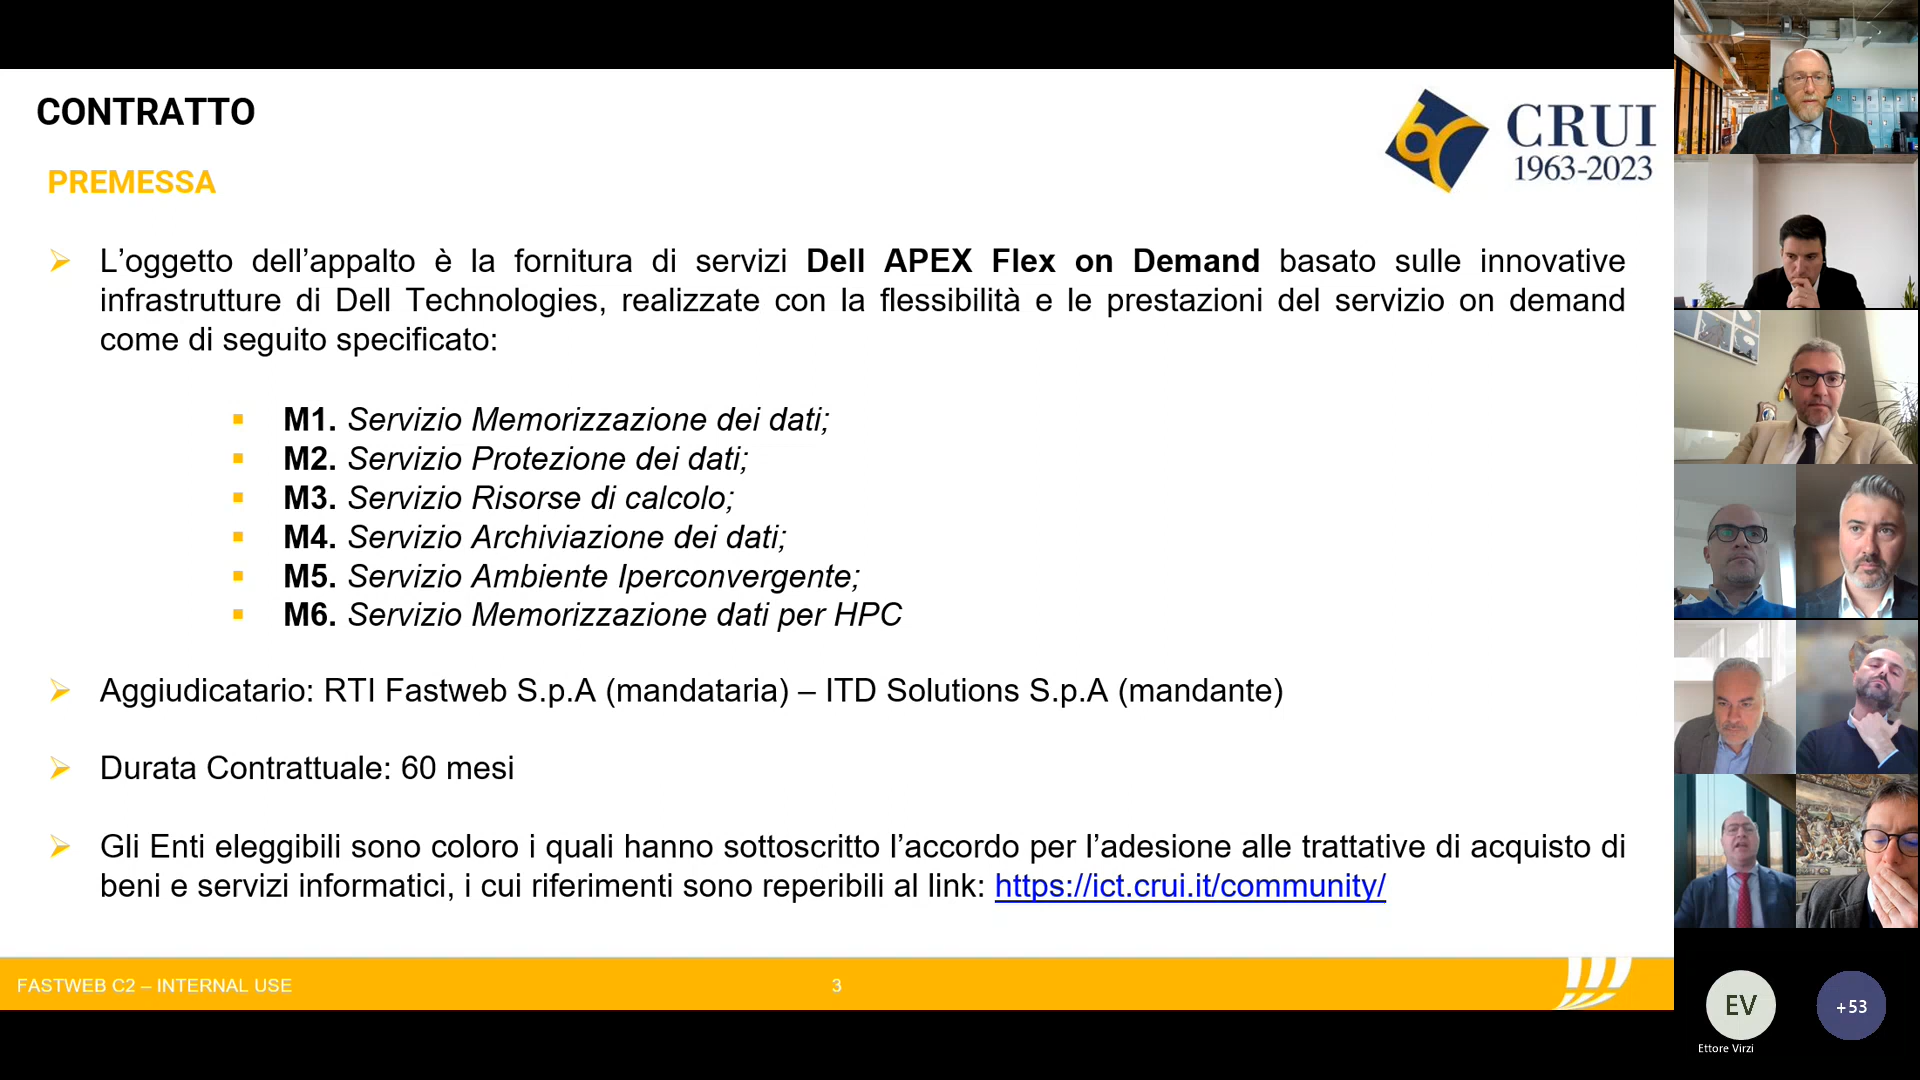 CONTRATTO
CRUI
1963-2023
PREMESSA
L’oggetto dell’appalto è la fornitura di servizi Dell APEX Flex on Demand basato sulle innovative
infrastrutture di Dell Technologies, realizzate con la flessibilità e le prestazioni del servizio on demand
come di seguito specificato:
M1. Servizio Memorizzazione dei dati;
M2. Servizio Protezione dei dati;
M3. Servizio Risorse di calcolo;
M4. Servizio Archiviazione dei dati;
M5. Servizio Ambiente Iperconvergente;
M6. Servizio Memorizzazione dati per HPC
Aggiudicatario: RTI Fastweb S.p.A (mandataria) – ITD Solutions S.p.A (mandante)
Durata Contrattuale: 60 mesi
Gli Enti eleggibili sono coloro i quali hanno sottoscritto l’accordo per l’adesione alle trattative di acquisto di
beni e servizi informatici, i cui riferimenti sono reperibili al link: https://ict.crui.it/community/
FASTWEB C2 – INTERNAL USE
3
EV
+53
Ettore Virzi